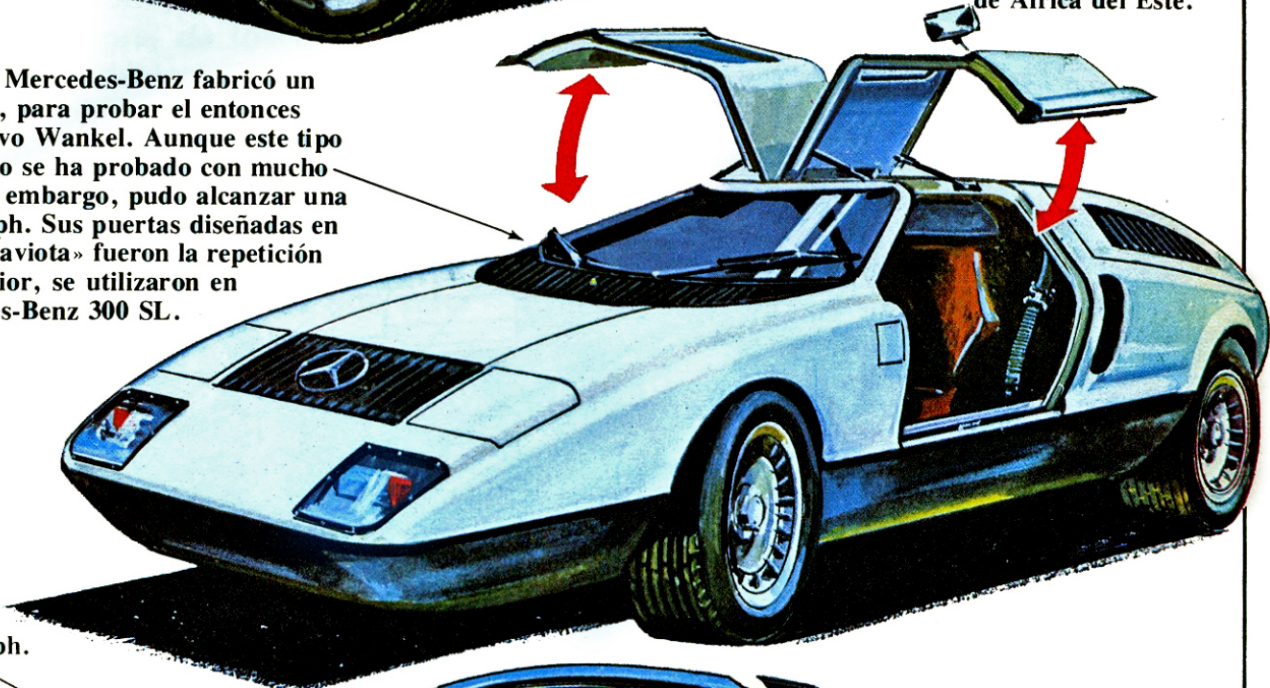 de Africa del Este.
Mercedes-Benz fabricó un
, para probar el entonces
vo Wankel. Aunque este tipo
o se ha probado con mucho
embargo, pudo alcanzar una
ph. Sus puertas diseñadas en
aviota» fueron la repetición
ior, se utilizaron en
s-Benz 300 SL.
ph.